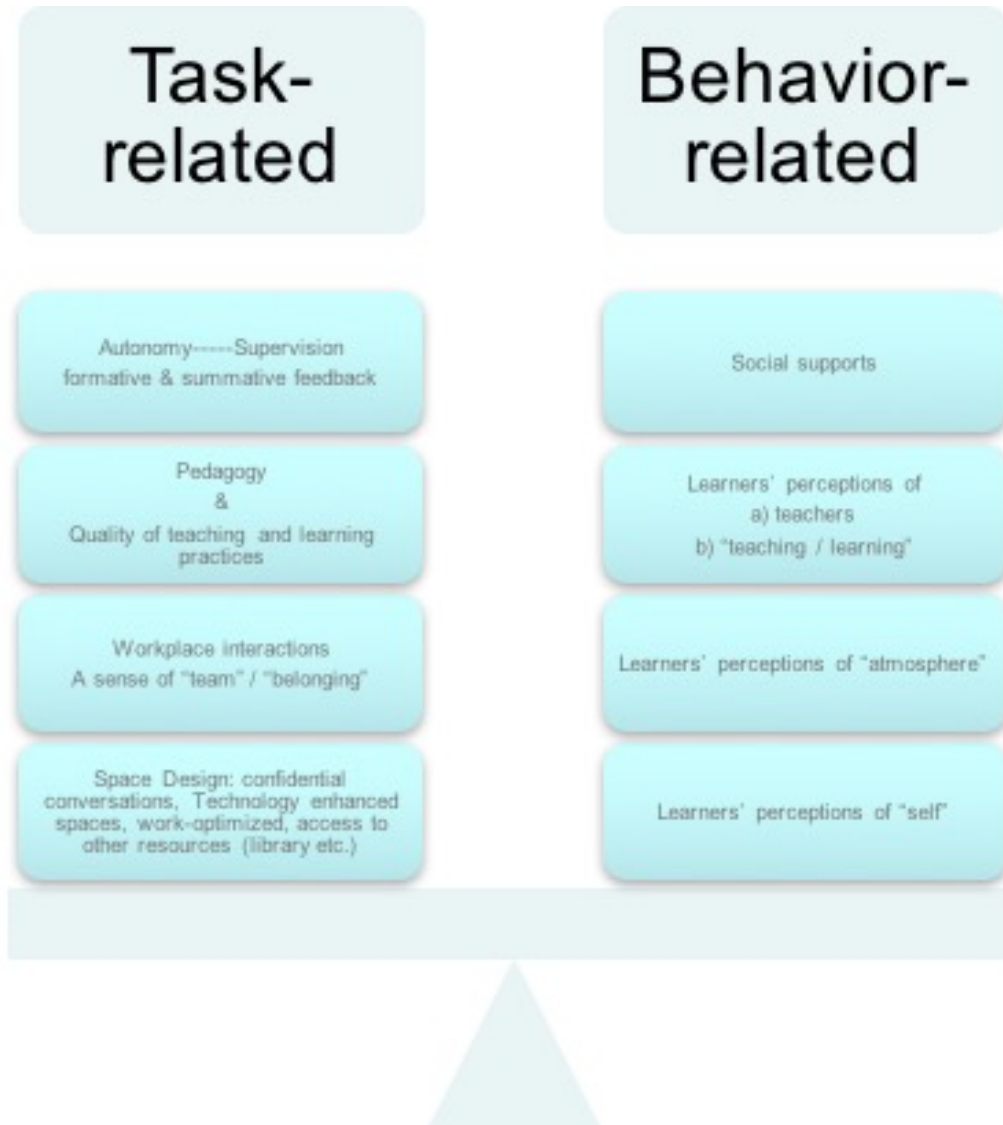 Task-
related
Autonomy-----Supervision
formative & summative feedback
Pedagogy
&
Quality of teaching and learning
practices
Workplace interactions
A sense of “team” / “belonging”
Space Design: confidential
conversations, Technology enhanced
spaces, work-optimized, access to
other resources (library etc.)
Behavior-
related
Social supports
Learners’ perceptions of
a) teachers
b) “teaching / learning”
Learners’ perceptions of “atmosphere”
Learners’ perceptions of “self”